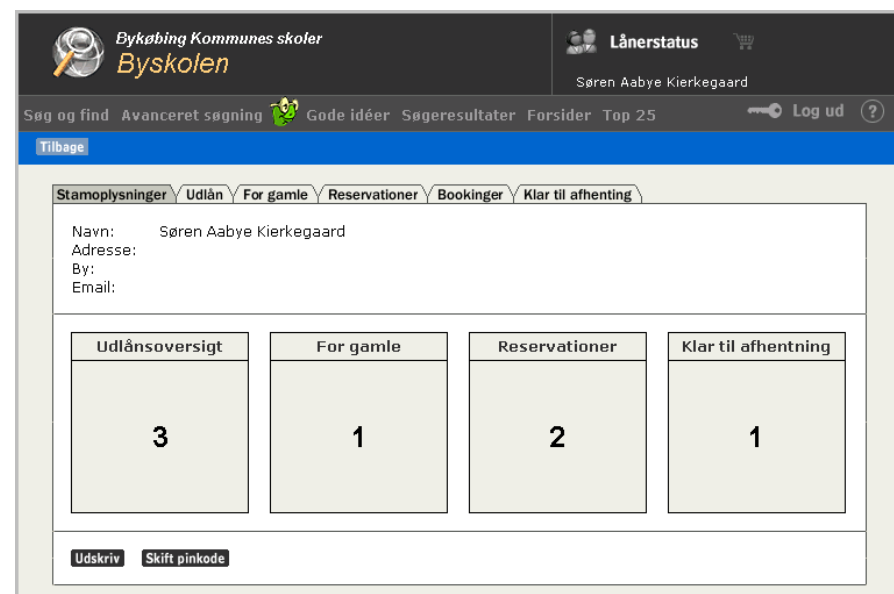 Bykøbing Kommunes skoler
Byskolen
Lånerstatus
Søren Aabye Kierkegaard
Søg og find Avanceret søgning Gode idéer Søgeresultater Forsider Top 25 Log ud ?
Tilbage
Stamoplysninger Udlån For gamle Reservationer Bookinger Klar til afhenting
Navn: Søren Aabye Kierkegaard
Adresse:
By:
Email:
Udlånsoversigt For gamle Reservationer Klar til afhentning
3 1 2 1
Udskriv Skift pinkode